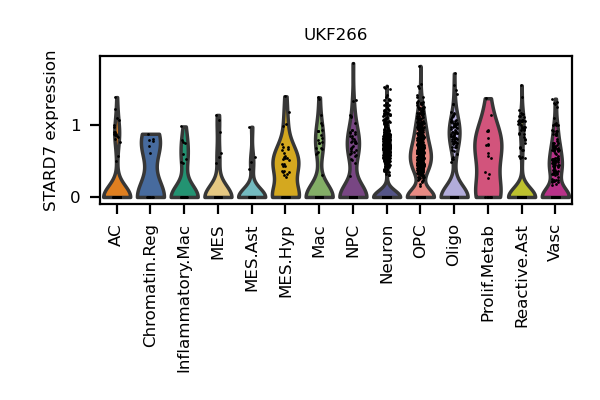 UKF266
STARD7 expression
1
0
AC
Chromatin.Reg
Inflammatory.Mac
MES
MES.Ast
MES.Hyp
Mac
NPC
Neuron
OPC
Oligo
Prolif.Metab
Reactive.Ast
Vasc